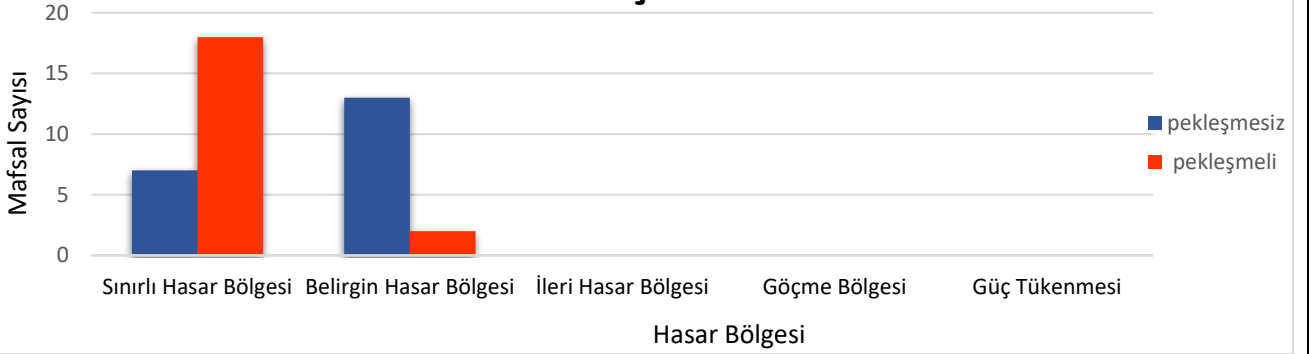 20
15
10
5
0
Mafsal Sayısı
Sınırlı Hasar Bölgesi
Belirgin Hasar Bölgesi
İleri Hasar Bölgesi
Göçme Bölgesi
Güç Tükenmesi
Hasar Bölgesi
pekleşmesiz
pekleşmeli